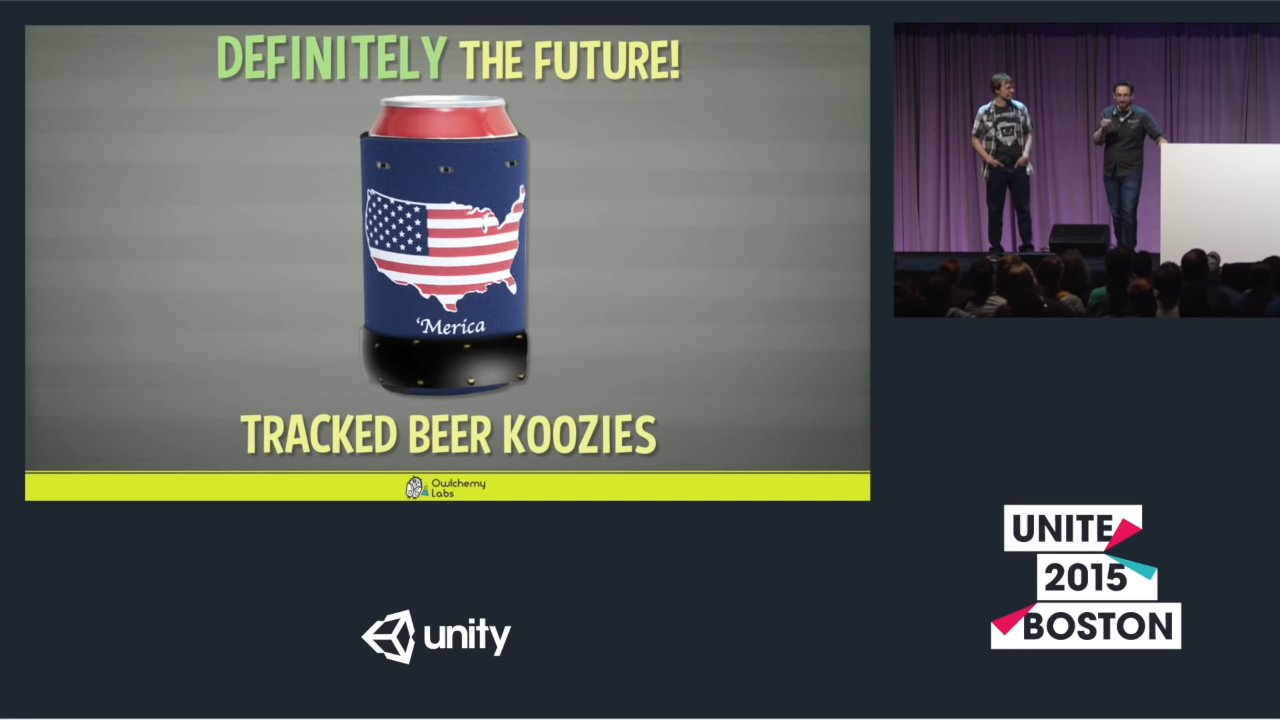 DEFINITELY THE FUTURE!
'Merica
TRACKED BEER KOOZIES
Owlchemy
Labs
unity
UNITE
2015
BOSTON